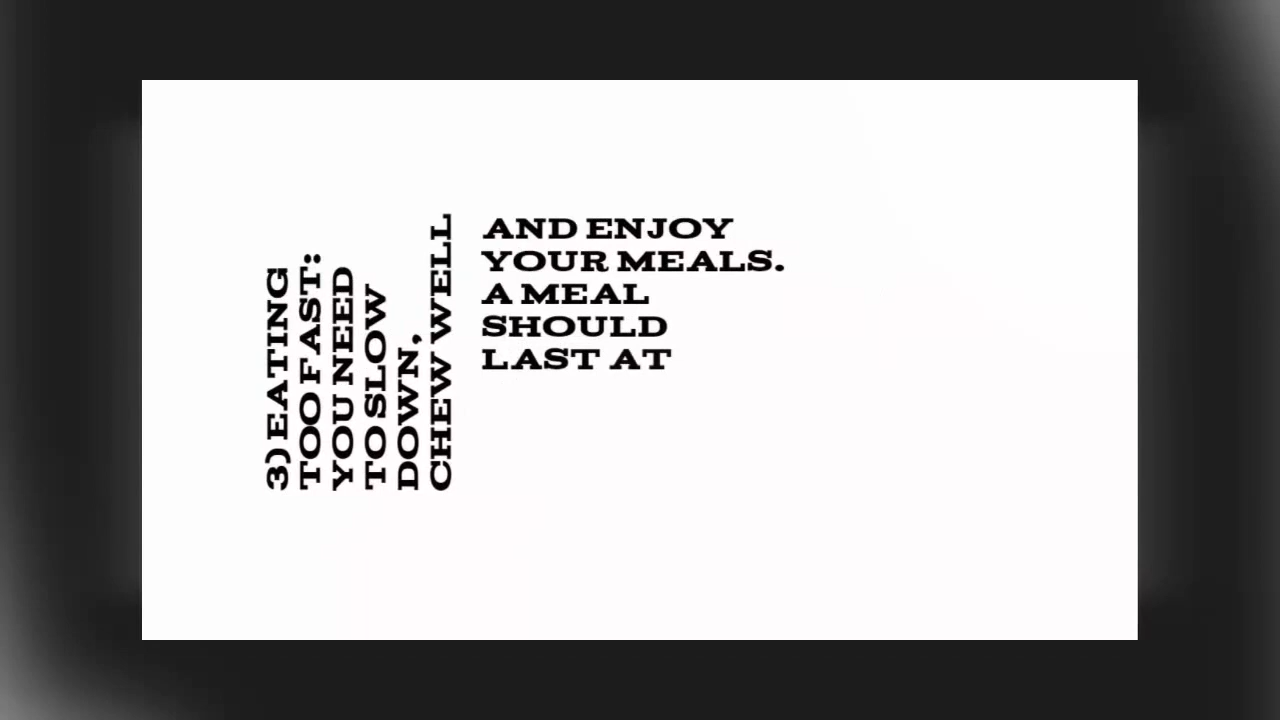 3) EATING
TOO FAST:
YOU NEED
TO SLOW
DOWN,
CHEW WELL
AND ENJOY
YOUR MEALS.
A MEAL
SHOULD
LAST AT